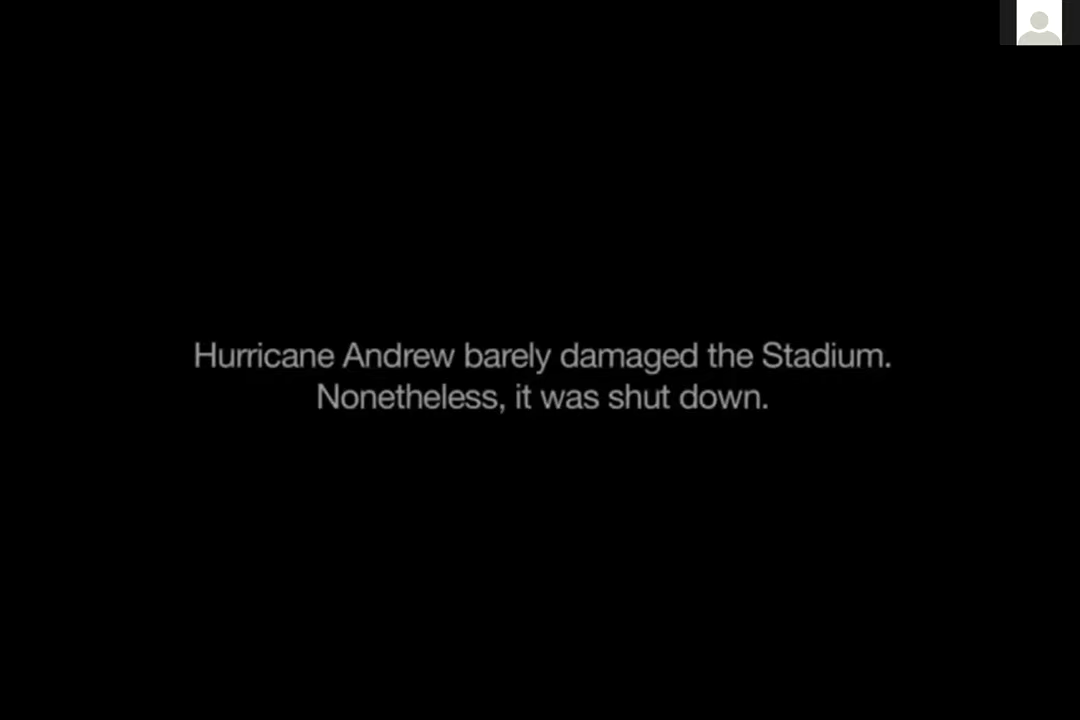 Hurricane Andrew barely damaged the Stadium.
Nonetheless, it was shut down.